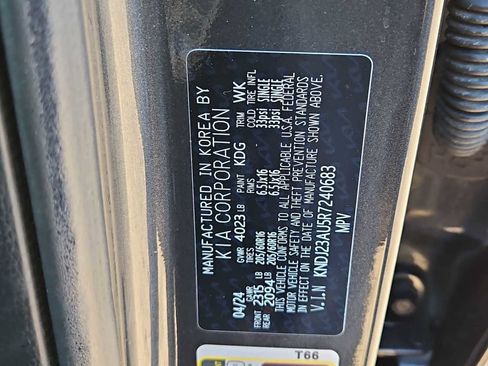 MANUFACTURED IN KOREA BY
KIA CORPORATION
04/24 GVWR 4023 LB PAINT KDG TRIM WK
GAWR TIRES RIMS COLD TIRE INFL
FRONT 2315 LB 205/60R16 6.5Jx16 33psi SINGLE
REAR 2094 LB 205/60R16 6.5Jx16 33psi SINGLE
THIS VEHICLE CONFORMS TO ALL APPLICABLE U.S.A. FEDERAL
MOTOR VEHICLE SAFETY AND THEFT PREVENTION STANDARDS
IN EFFECT ON THE DATE OF MANUFACTURE SHOWN ABOVE.
V.I.N KNDJ23AU5R7240683
MPV
T66